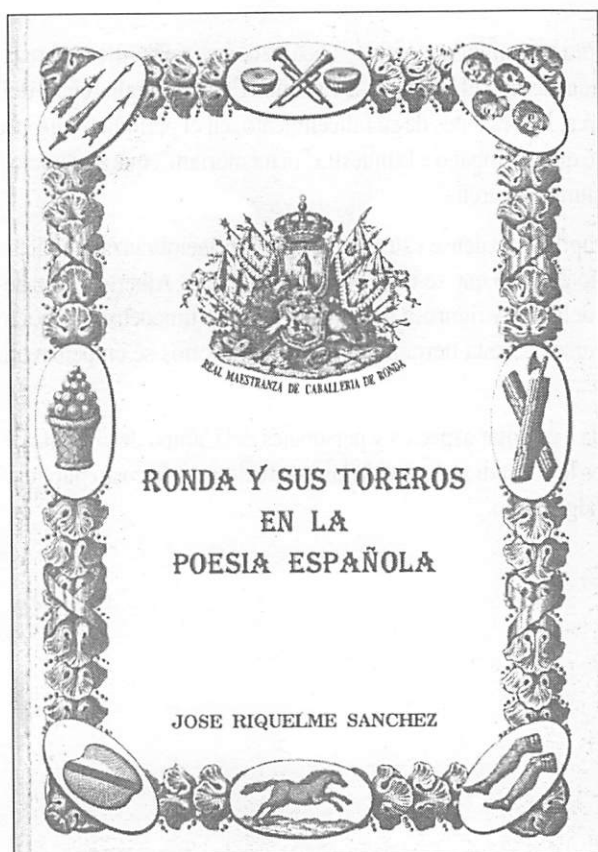 REAL MAESTRANZA DE CABALLERIA DE RONDA
RONDA Y SUS TOREROS
EN LA
POESIA ESPAÑOLA
JOSE RIQUELME SANCHEZ